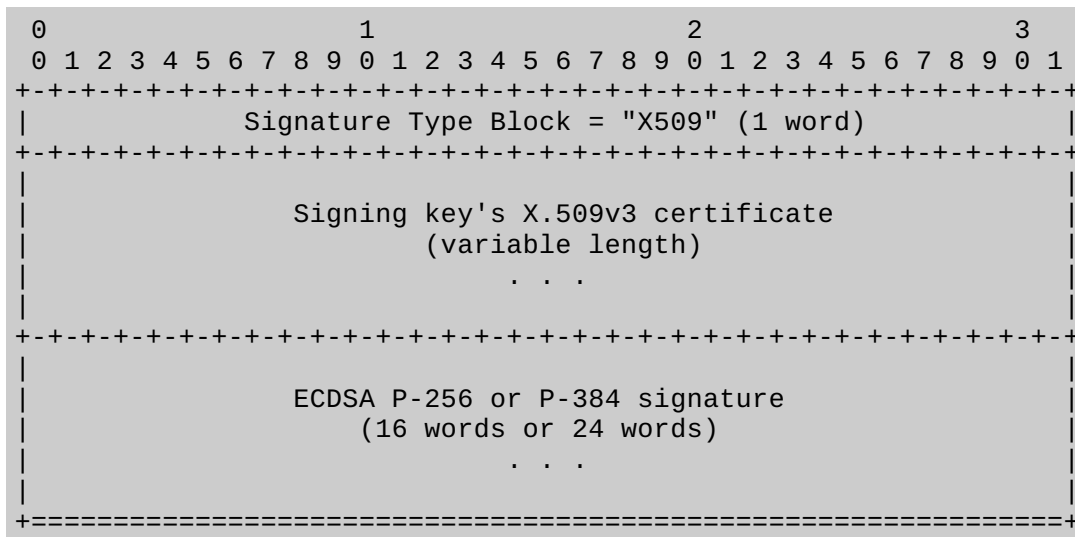 0                   1                   2                   3
 0 1 2 3 4 5 6 7 8 9 0 1 2 3 4 5 6 7 8 9 0 1 2 3 4 5 6 7 8 9 0 1
+-+-+-+-+-+-+-+-+-+-+-+-+-+-+-+-+-+-+-+-+-+-+-+-+-+-+-+-+-+-+-+-+
|             Signature Type Block = "X509" (1 word)            |
+-+-+-+-+-+-+-+-+-+-+-+-+-+-+-+-+-+-+-+-+-+-+-+-+-+-+-+-+-+-+-+-+
|                                                               |
|                Signing key's X.509v3 certificate              |
|                        (variable length)                      |
|                             . . .                             |
|                                                               |
+-+-+-+-+-+-+-+-+-+-+-+-+-+-+-+-+-+-+-+-+-+-+-+-+-+-+-+-+-+-+-+-+
|                                                               |
|                ECDSA P-256 or P-384 signature                 |
|                    (16 words or 24 words)                     |
|                             . . .                             |
|                                                               |
+===============================================================+